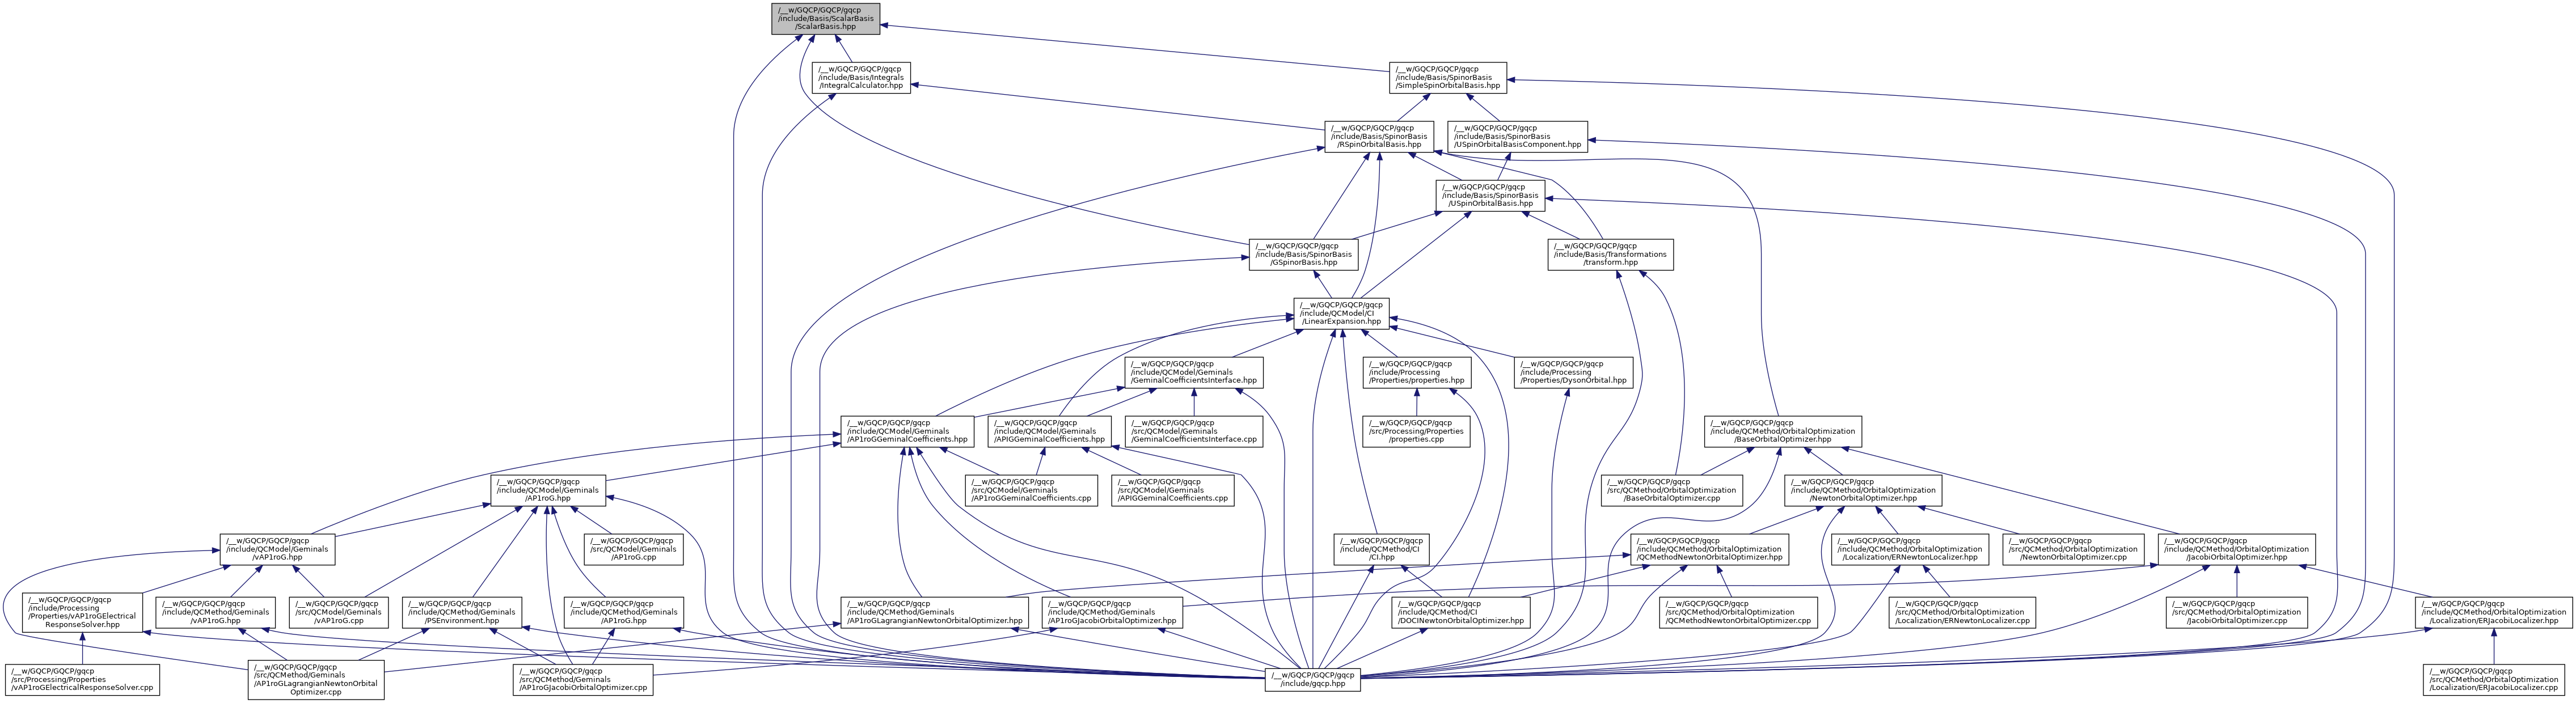 /__w/GQCP/GQCP/gqcp
/include/Basis/ScalarBasis
/ScalarBasis.hpp
/__w/GQCP/GQCP/gqcp
/include/Basis/Integrals
/IntegralCalculator.hpp
/__w/GQCP/GQCP/gqcp
/include/Basis/SpinorBasis
/SimpleSpinOrbitalBasis.hpp
/__w/GQCP/GQCP/gqcp
/include/Basis/SpinorBasis
/RSpinOrbitalBasis.hpp
/__w/GQCP/GQCP/gqcp
/include/Basis/SpinorBasis
/USpinOrbitalBasisComponent.hpp
/__w/GQCP/GQCP/gqcp
/include/Basis/SpinorBasis
/USpinOrbitalBasis.hpp
/__w/GQCP/GQCP/gqcp
/include/Basis/SpinorBasis
/GSpinorBasis.hpp
/__w/GQCP/GQCP/gqcp
/include/Basis/Transformations
/transform.hpp
/__w/GQCP/GQCP/gqcp
/include/QCModel/CI
/LinearExpansion.hpp
/__w/GQCP/GQCP/gqcp
/include/QCModel/Geminals
/GeminalCoefficientsInterface.hpp
/__w/GQCP/GQCP/gqcp
/include/Processing
/Properties/properties.hpp
/__w/GQCP/GQCP/gqcp
/include/Processing
/Properties/DysonOrbital.hpp
/__w/GQCP/GQCP/gqcp
/include/QCModel/Geminals
/AP1roGGeminalCoefficients.hpp
/__w/GQCP/GQCP/gqcp
/include/QCModel/Geminals
/APIGGeminalCoefficients.hpp
/__w/GQCP/GQCP/gqcp
/src/QCModel/Geminals
/GeminalCoefficientsInterface.cpp
/__w/GQCP/GQCP/gqcp
/src/Processing/Properties
/properties.cpp
/__w/GQCP/GQCP/gqcp
/include/QCMethod/OrbitalOptimization
/BaseOrbitalOptimizer.hpp
/__w/GQCP/GQCP/gqcp
/include/QCModel/Geminals
/AP1roG.hpp
/__w/GQCP/GQCP/gqcp
/src/QCModel/Geminals
/AP1roGGeminalCoefficients.cpp
/__w/GQCP/GQCP/gqcp
/src/QCModel/Geminals
/APIGGeminalCoefficients.cpp
/__w/GQCP/GQCP/gqcp
/src/QCMethod/OrbitalOptimization
/BaseOrbitalOptimizer.cpp
/__w/GQCP/GQCP/gqcp
/include/QCMethod/OrbitalOptimization
/NewtonOrbitalOptimizer.hpp
/__w/GQCP/GQCP/gqcp
/include/QCModel/Geminals
/vAP1roG.hpp
/__w/GQCP/GQCP/gqcp
/src/QCModel/Geminals
/AP1roG.cpp
/__w/GQCP/GQCP/gqcp
/include/QCMethod/CI
/CI.hpp
/__w/GQCP/GQCP/gqcp
/include/QCMethod/OrbitalOptimization
/QCMethodNewtonOrbitalOptimizer.hpp
/__w/GQCP/GQCP/gqcp
/include/QCMethod/OrbitalOptimization
/Localization/ERNewtonLocalizer.hpp
/__w/GQCP/GQCP/gqcp
/src/QCMethod/OrbitalOptimization
/NewtonOrbitalOptimizer.cpp
/__w/GQCP/GQCP/gqcp
/include/QCMethod/OrbitalOptimization
/JacobiOrbitalOptimizer.hpp
/__w/GQCP/GQCP/gqcp
/include/Processing
/Properties/vAP1roGElectrical
ResponseSolver.hpp
/__w/GQCP/GQCP/gqcp
/include/QCMethod/Geminals
/vAP1roG.hpp
/__w/GQCP/GQCP/gqcp
/src/QCModel/Geminals
/vAP1roG.cpp
/__w/GQCP/GQCP/gqcp
/include/QCMethod/Geminals
/PSEnvironment.hpp
/__w/GQCP/GQCP/gqcp
/include/QCMethod/Geminals
/AP1roG.hpp
/__w/GQCP/GQCP/gqcp
/include/QCMethod/Geminals
/AP1roGLagrangianNewtonOrbitalOptimizer.hpp
/__w/GQCP/GQCP/gqcp
/include/QCMethod/Geminals
/AP1roGJacobiOrbitalOptimizer.hpp
/__w/GQCP/GQCP/gqcp
/include/QCMethod/CI
/DOCINewtonOrbitalOptimizer.hpp
/__w/GQCP/GQCP/gqcp
/src/QCMethod/OrbitalOptimization
/QCMethodNewtonOrbitalOptimizer.cpp
/__w/GQCP/GQCP/gqcp
/src/QCMethod/OrbitalOptimization
/Localization/ERNewtonLocalizer.cpp
/__w/GQCP/GQCP/gqcp
/src/QCMethod/OrbitalOptimization
/JacobiOrbitalOptimizer.cpp
/__w/GQCP/GQCP/gqcp
/include/QCMethod/OrbitalOptimization
/Localization/ERJacobiLocalizer.hpp
/__w/GQCP/GQCP/gqcp
/src/Processing/Properties
/vAP1roGElectricalResponseSolver.cpp
/__w/GQCP/GQCP/gqcp
/src/QCMethod/Geminals
/AP1roGLagrangianNewtonOrbital
Optimizer.cpp
/__w/GQCP/GQCP/gqcp
/src/QCMethod/Geminals
/AP1roGJacobiOrbitalOptimizer.cpp
/__w/GQCP/GQCP/gqcp
/include/gqcp.hpp
/__w/GQCP/GQCP/gqcp
/src/QCMethod/OrbitalOptimization
/Localization/ERJacobiLocalizer.cpp